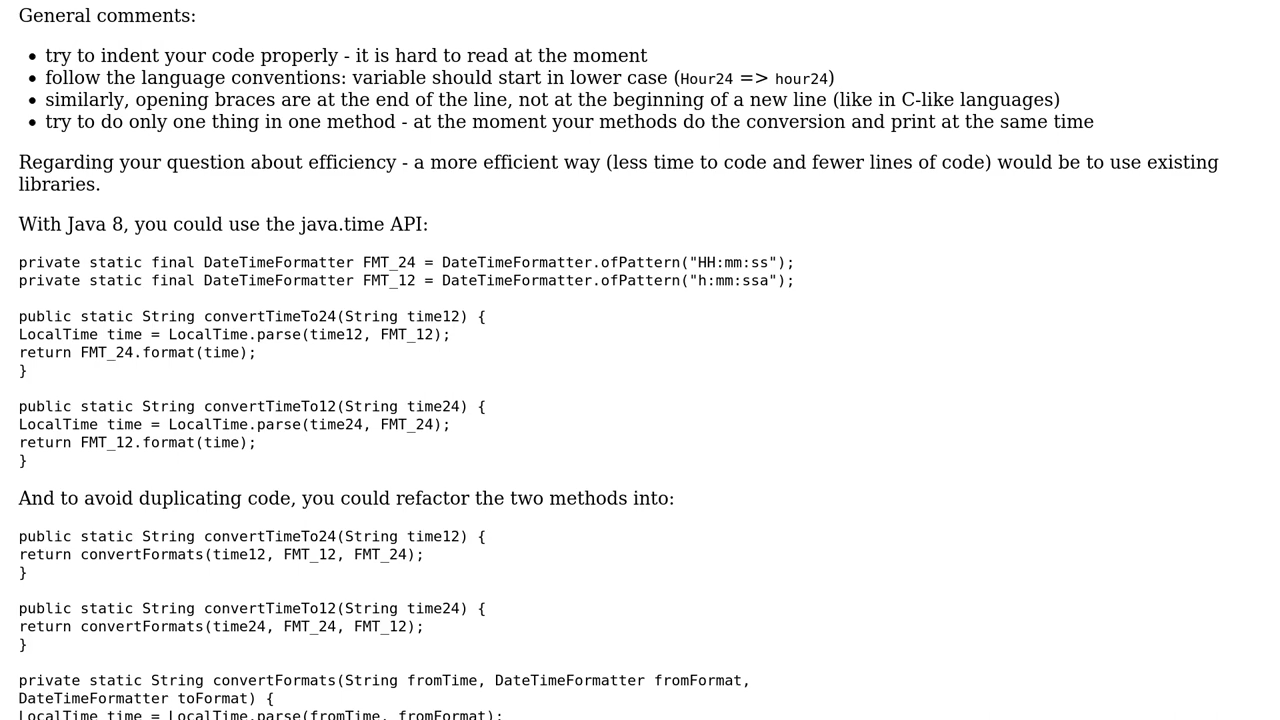 General comments:
try to indent your code properly - it is hard to read at the moment
follow the language conventions: variable should start in lower case (Hour24 => hour24)
similarly, opening braces are at the end of the line, not at the beginning of a new line (like in C-like languages)
try to do only one thing in one method - at the moment your methods do the conversion and print at the same time
Regarding your question about efficiency - a more efficient way (less time to code and fewer lines of code) would be to use existing
libraries.
With Java 8, you could use the java.time API:
private static final DateTimeFormatter FMT_24 = DateTimeFormatter.ofPattern("HH:mm:ss");
private static final DateTimeFormatter FMT_12 = DateTimeFormatter.ofPattern("h:mm:ssa");
public static String convertTimeTo24(String time12) {
LocalTime time = LocalTime.parse(time12, FMT_12);
return FMT_24.format(time);
}
public static String convertTimeTo12(String time24) {
LocalTime time = LocalTime.parse(time24, FMT_24);
return FMT_12.format(time);
}
And to avoid duplicating code, you could refactor the two methods into:
public static String convertTimeTo24(String time12) {
return convertFormats(time12, FMT_12, FMT_24);
}
public static String convertTimeTo12(String time24) {
return convertFormats(time24, FMT_24, FMT_12);
}
private static String convertFormats(String fromTime, DateTimeFormatter fromFormat,
DateTimeFormatter toFormat) {
LocalTime time = LocalTime.parse(fromTime, fromFormat);